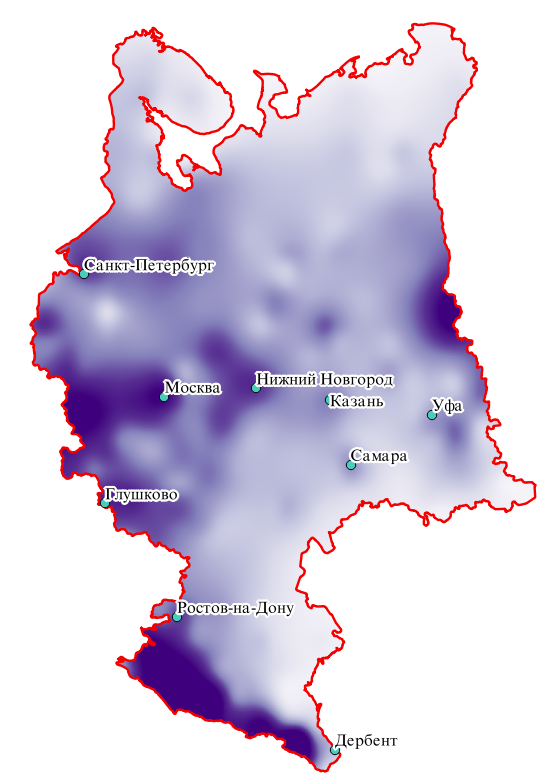 Санкт-Петербург
Нижний Новгород
Москва
Казань
Уфа
Самара
Глушково
Ростов-на-Дону
Дербент